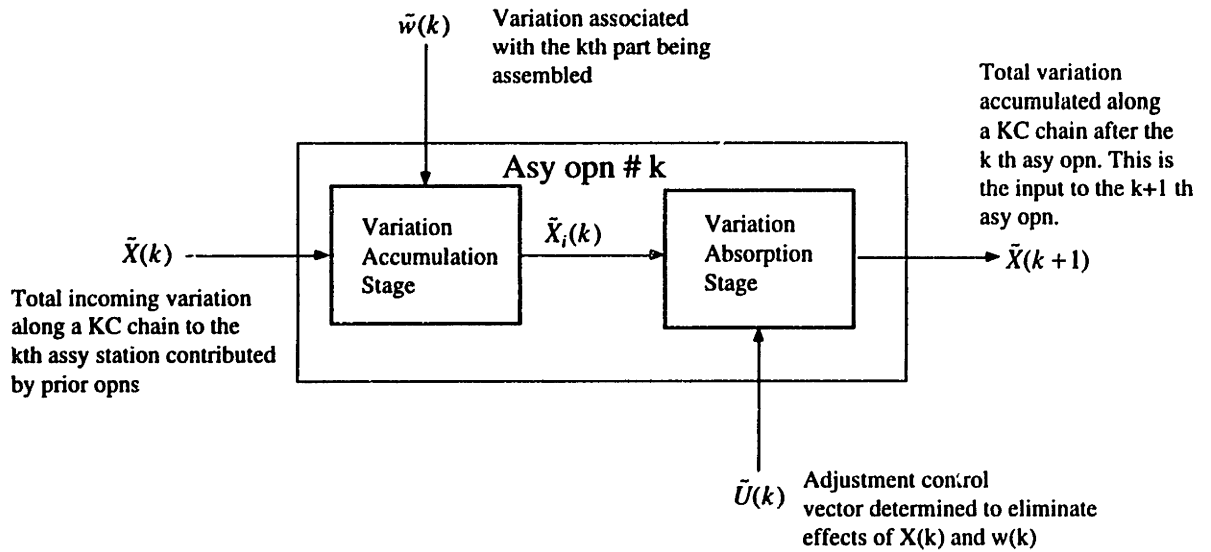 w̃(k)
Variation associated
with the kth part being
assembled
Total variation
accumulated along
a KC chain after the
k th asy opn. This is
the input to the k+1 th
asy opn.
X̃(k+1)
Asy opn # k
Variation
Accumulation
Stage
X̃ᵢ(k)
Variation
Absorption
Stage
X̃(k)
Total incoming variation
along a KC chain to the
kth assy station contributed
by prior opns
Ũ(k)
Adjustment control
vector determined to eliminate
effects of X(k) and w(k)